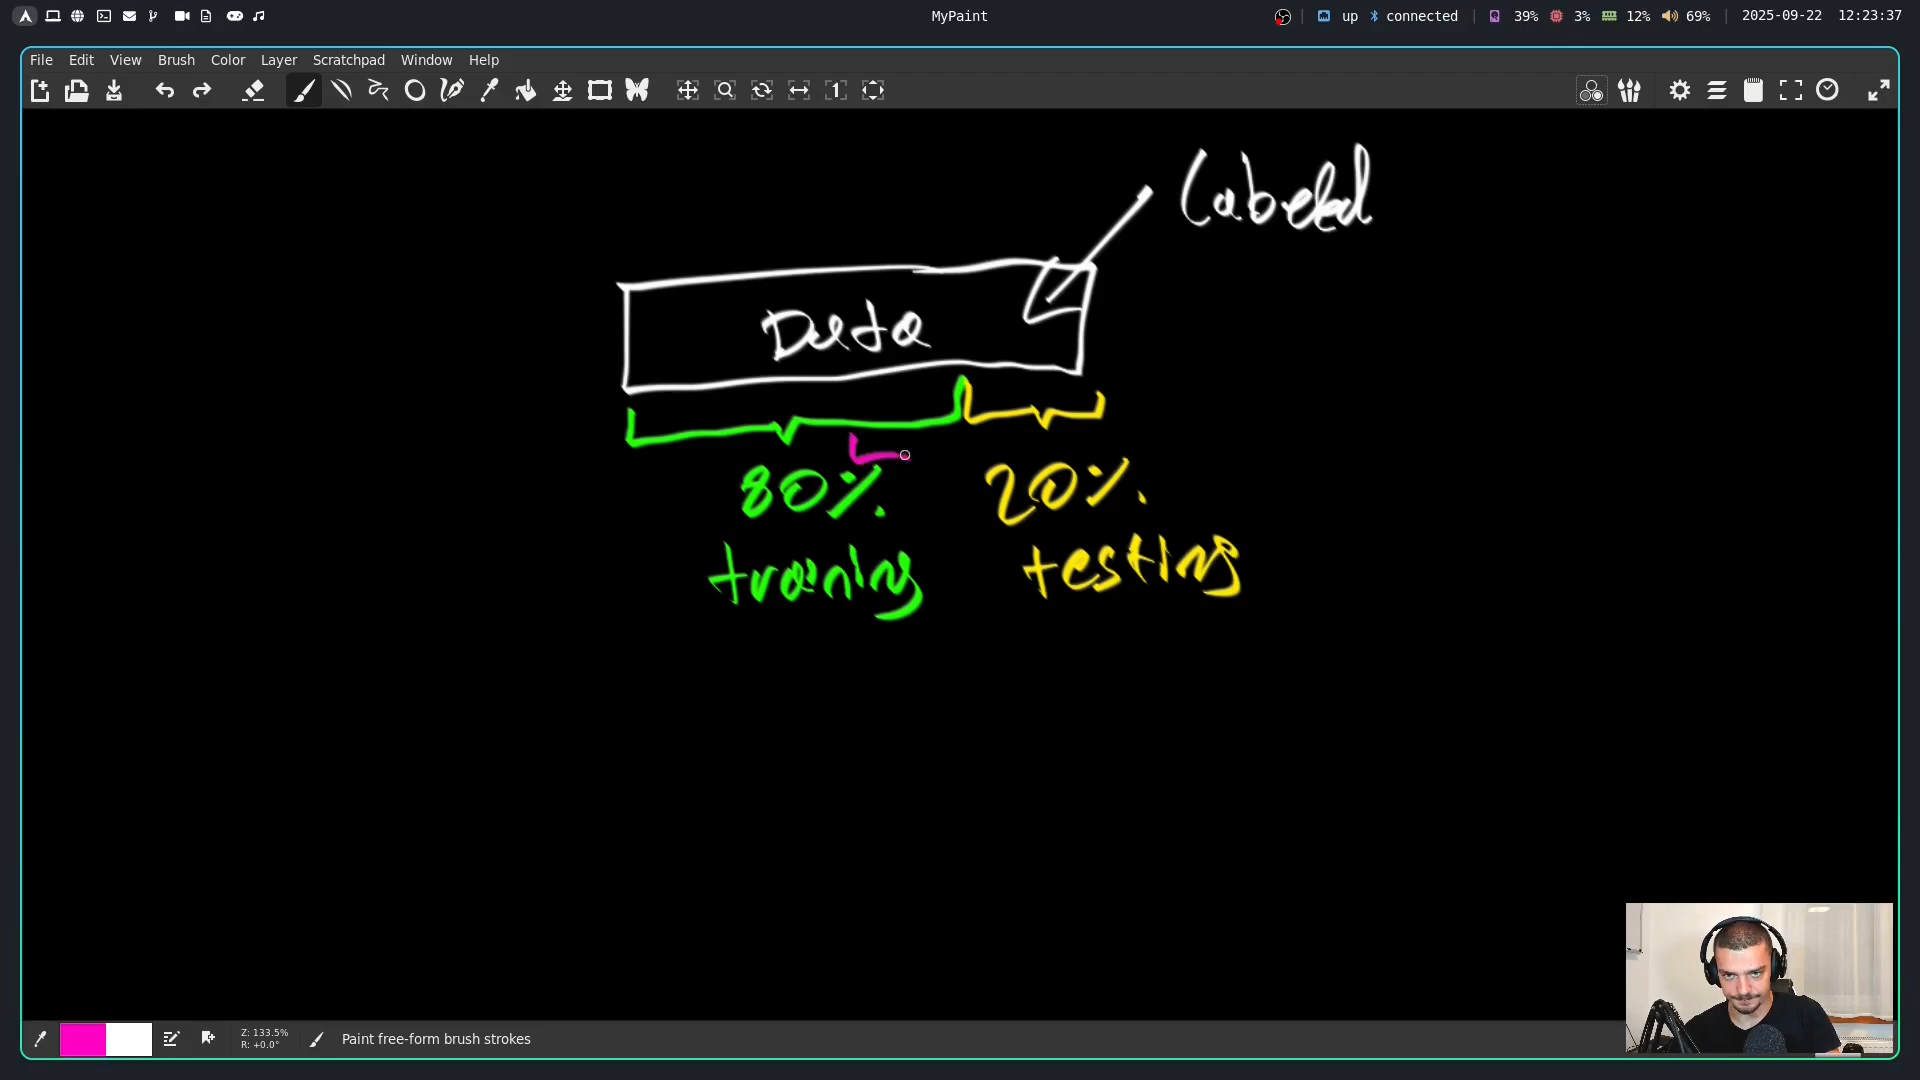 MyPaint
up connected 39% 3% 12% 69% 2025-09-22 12:23:37
File Edit View Brush Color Layer Scratchpad Window Help
1
Labeled
Data
80% 20%
training testing
Z: 133.5%
R: +0.0°
Paint free-form brush strokes